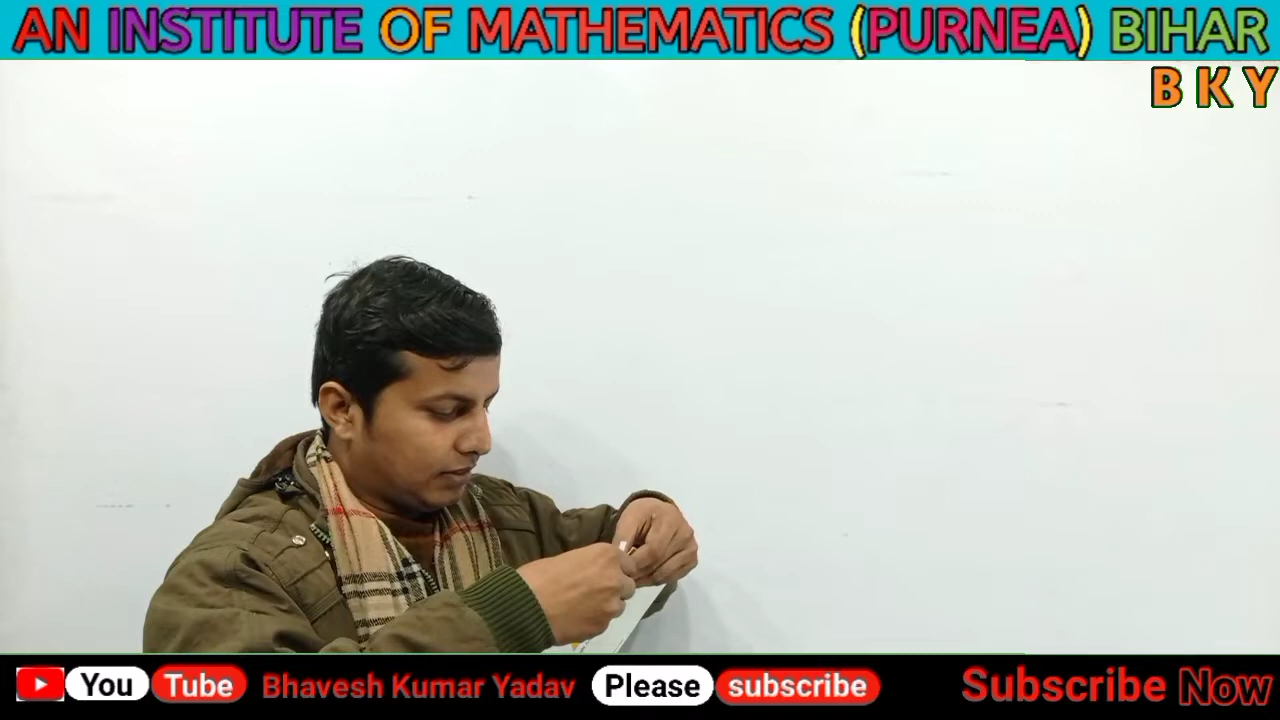 AN INSTITUTE OF MATHEMATICS (PURNEA) BIHAR
B K Y
You Tube Bhavesh Kumar Yadav Please subscribe Subscribe Now